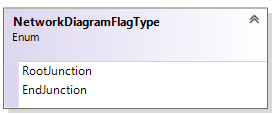 NetworkDiagramFlagType
Enum
RootJunction
EndJunction